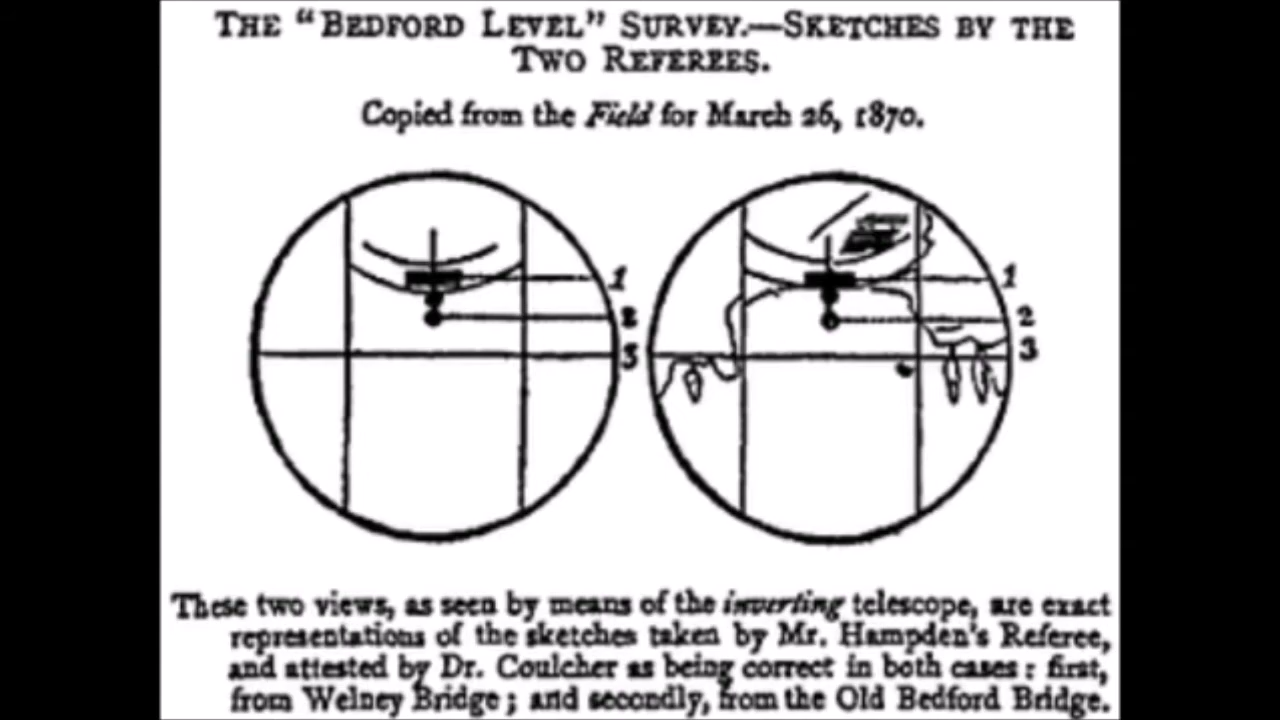 THE “BEDFORD LEVEL” SURVEY.—SKETCHES BY THE
TWO REFEREES.
Copied from the Field for March 26, 1870.
1
2
3
1
2
3
These two views, as seen by means of the inverting telescope, are exact
representations of the sketches taken by Mr. Hampden's Referee,
and attested by Dr. Coulcher as being correct in both cases: first,
from Welney Bridge; and secondly, from the Old Bedford Bridge.